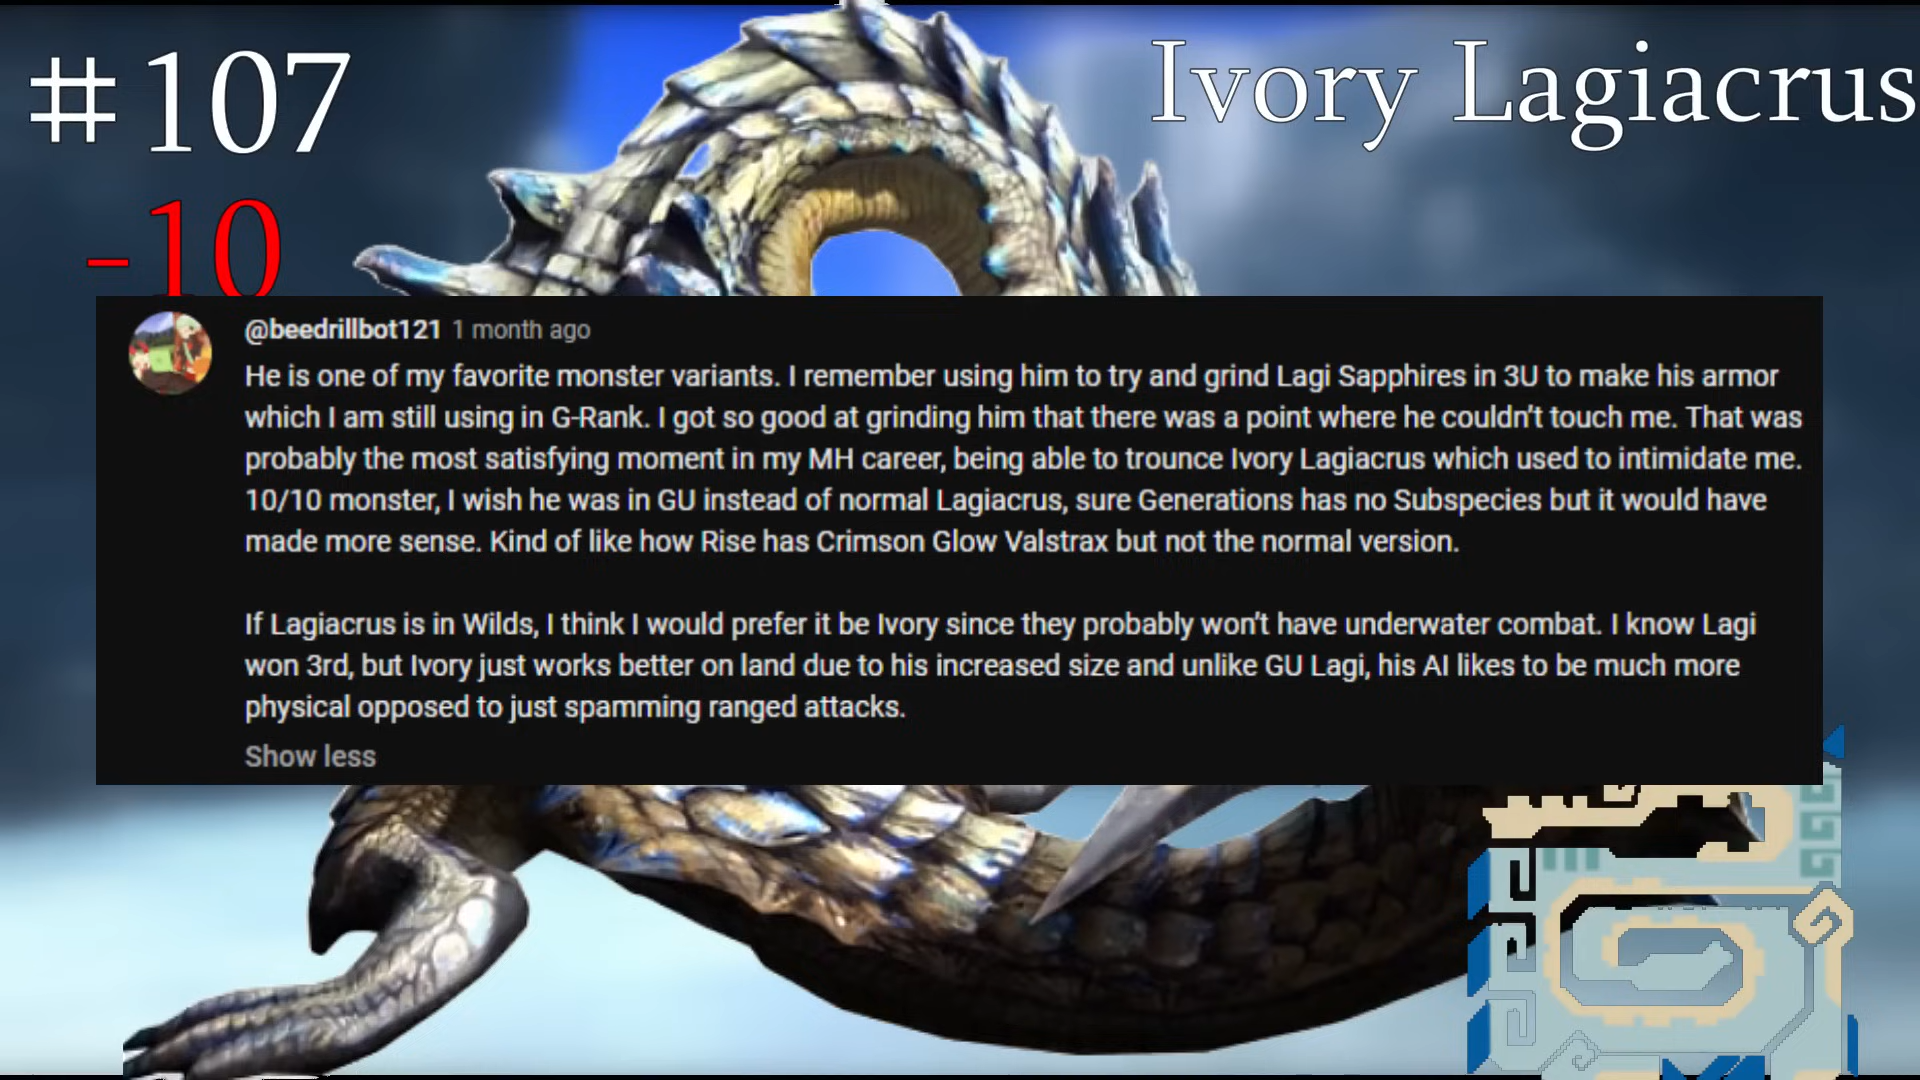 #107
Ivory Lagiacrus
-10
@beedrillbot121 1 month ago
He is one of my favorite monster variants. I remember using him to try and grind Lagi Sapphires in 3U to make his armor
which I am still using in G-Rank. I got so good at grinding him that there was a point where he couldn't touch me. That was
probably the most satisfying moment in my MH career, being able to trounce Ivory Lagiacrus which used to intimidate me.
10/10 monster, I wish he was in GU instead of normal Lagiacrus, sure Generations has no Subspecies but it would have
made more sense. Kind of like how Rise has Crimson Glow Valstrax but not the normal version.
If Lagiacrus is in Wilds, I think I would prefer it be Ivory since they probably won't have underwater combat. I know Lagi
won 3rd, but Ivory just works better on land due to his increased size and unlike GU Lagi, his AI likes to be much more
physical opposed to just spamming ranged attacks.
Show less